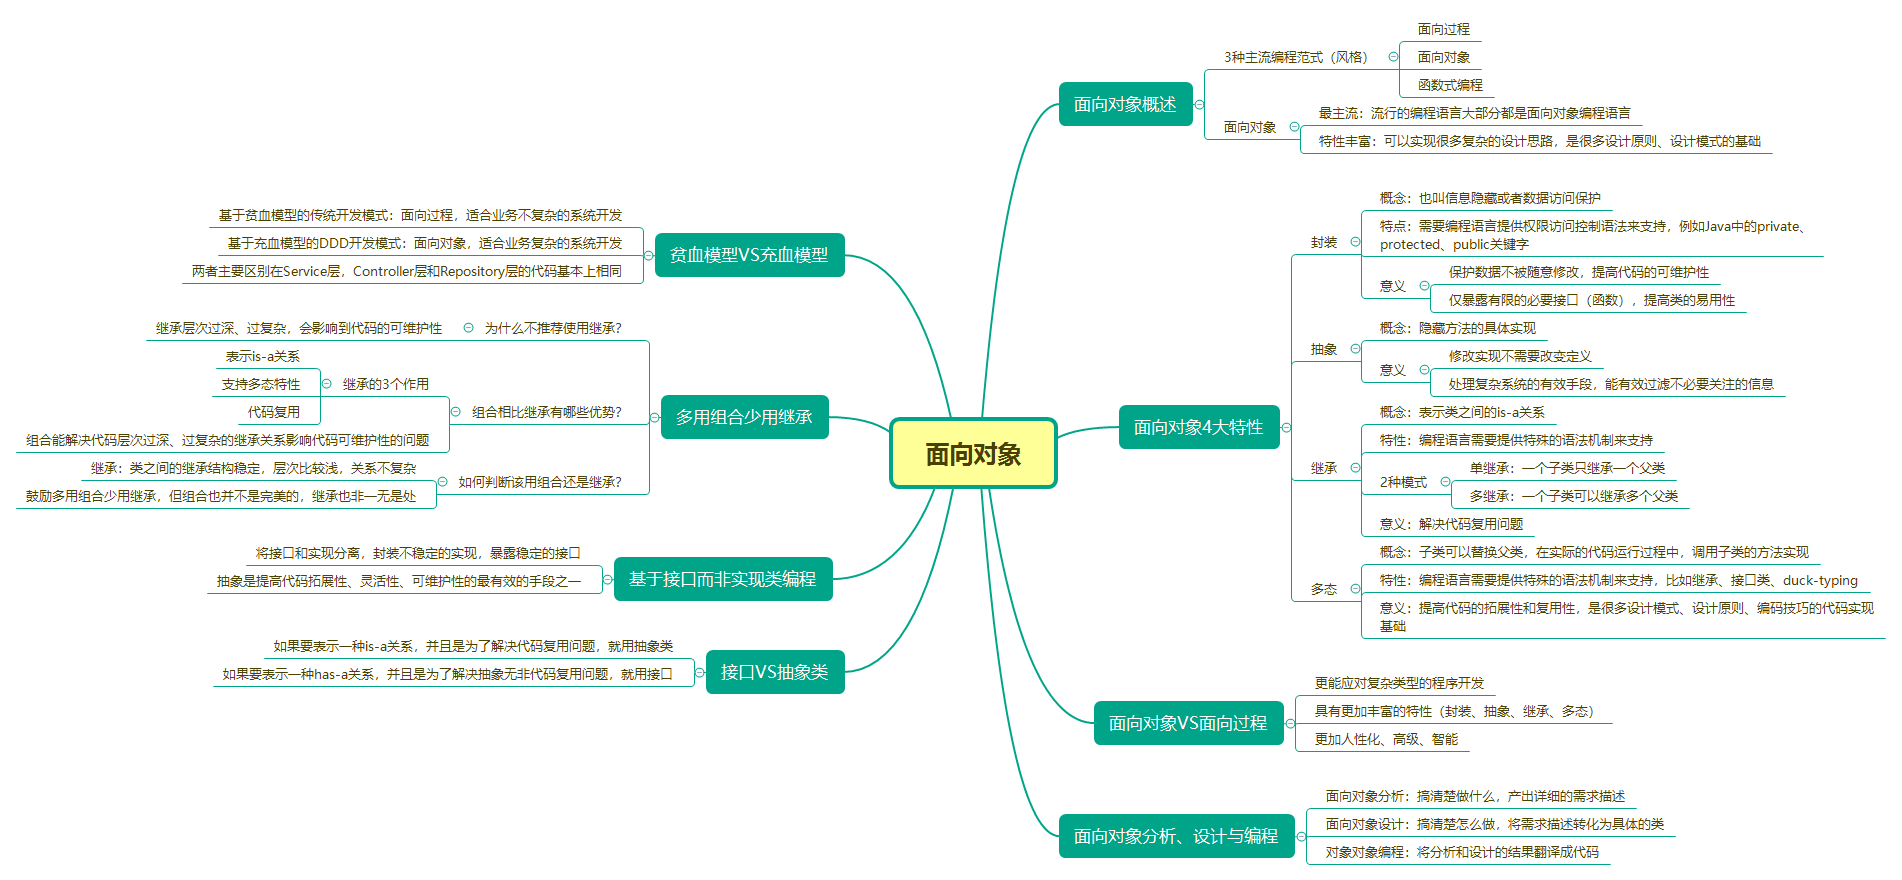 面向对象
面向对象概述
3种主流编程范式（风格）
面向过程
面向对象
函数式编程
面向对象
最主流：流行的编程语言大部分都是面向对象编程语言
特性丰富：可以实现很多复杂的设计思路，是很多设计原则、设计模式的基础
面向对象4大特性
封装
概念：也叫信息隐藏或者数据访问保护
特点：需要编程语言提供权限访问控制语法来支持，例如Java中的private、
protected、public关键字
意义
保护数据不被随意修改，提高代码的可维护性
仅暴露有限的必要接口（函数），提高类的易用性
抽象
概念：隐藏方法的具体实现
意义
修改实现不需要改变定义
处理复杂系统的有效手段，能有效过滤不必要关注的信息
继承
概念：表示类之间的is-a关系
特性：编程语言需要提供特殊的语法机制来支持
2种模式
单继承：一个子类只继承一个父类
多继承：一个子类可以继承多个父类
意义：解决代码复用问题
多态
概念：子类可以替换父类，在实际的代码运行过程中，调用子类的方法实现
特性：编程语言需要提供特殊的语法机制来支持，比如继承、接口类、duck-typing
意义：提高代码的拓展性和复用性，是很多设计模式、设计原则、编码技巧的代码实现
基础
面向对象VS面向过程
更能应对复杂类型的程序开发
具有更加丰富的特性（封装、抽象、继承、多态）
更加人性化、高级、智能
面向对象分析、设计与编程
面向对象分析：搞清楚做什么，产出详细的需求描述
面向对象设计：搞清楚怎么做，将需求描述转化为具体的类
对象对象编程：将分析和设计的结果翻译成代码
贫血模型VS充血模型
基于贫血模型的传统开发模式：面向过程，适合业务不复杂的系统开发
基于充血模型的DDD开发模式：面向对象，适合业务复杂的系统开发
两者主要区别在Service层，Controller层和Repository层的代码基本上相同
多用组合少用继承
为什么不推荐使用继承？
继承层次过深、过复杂，会影响到代码的可维护性
组合相比继承有哪些优势？
继承的3个作用
表示is-a关系
支持多态特性
代码复用
组合能解决代码层次过深、过复杂的继承关系影响代码可维护性的问题
如何判断该用组合还是继承？
继承：类之间的继承结构稳定，层次比较浅，关系不复杂
鼓励多用组合少用继承，但组合也并不是完美的，继承也非一无是处
基于接口而非实现类编程
将接口和实现分离，封装不稳定的实现，暴露稳定的接口
抽象是提高代码拓展性、灵活性、可维护性的最有效的手段之一
接口VS抽象类
如果要表示一种is-a关系，并且是为了解决代码复用问题，就用抽象类
如果要表示一种has-a关系，并且是为了解决抽象无非代码复用问题，就用接口